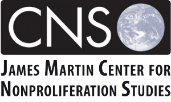 CNS
JAMES MARTIN CENTER FOR
NONPROLIFERATION STUDIES